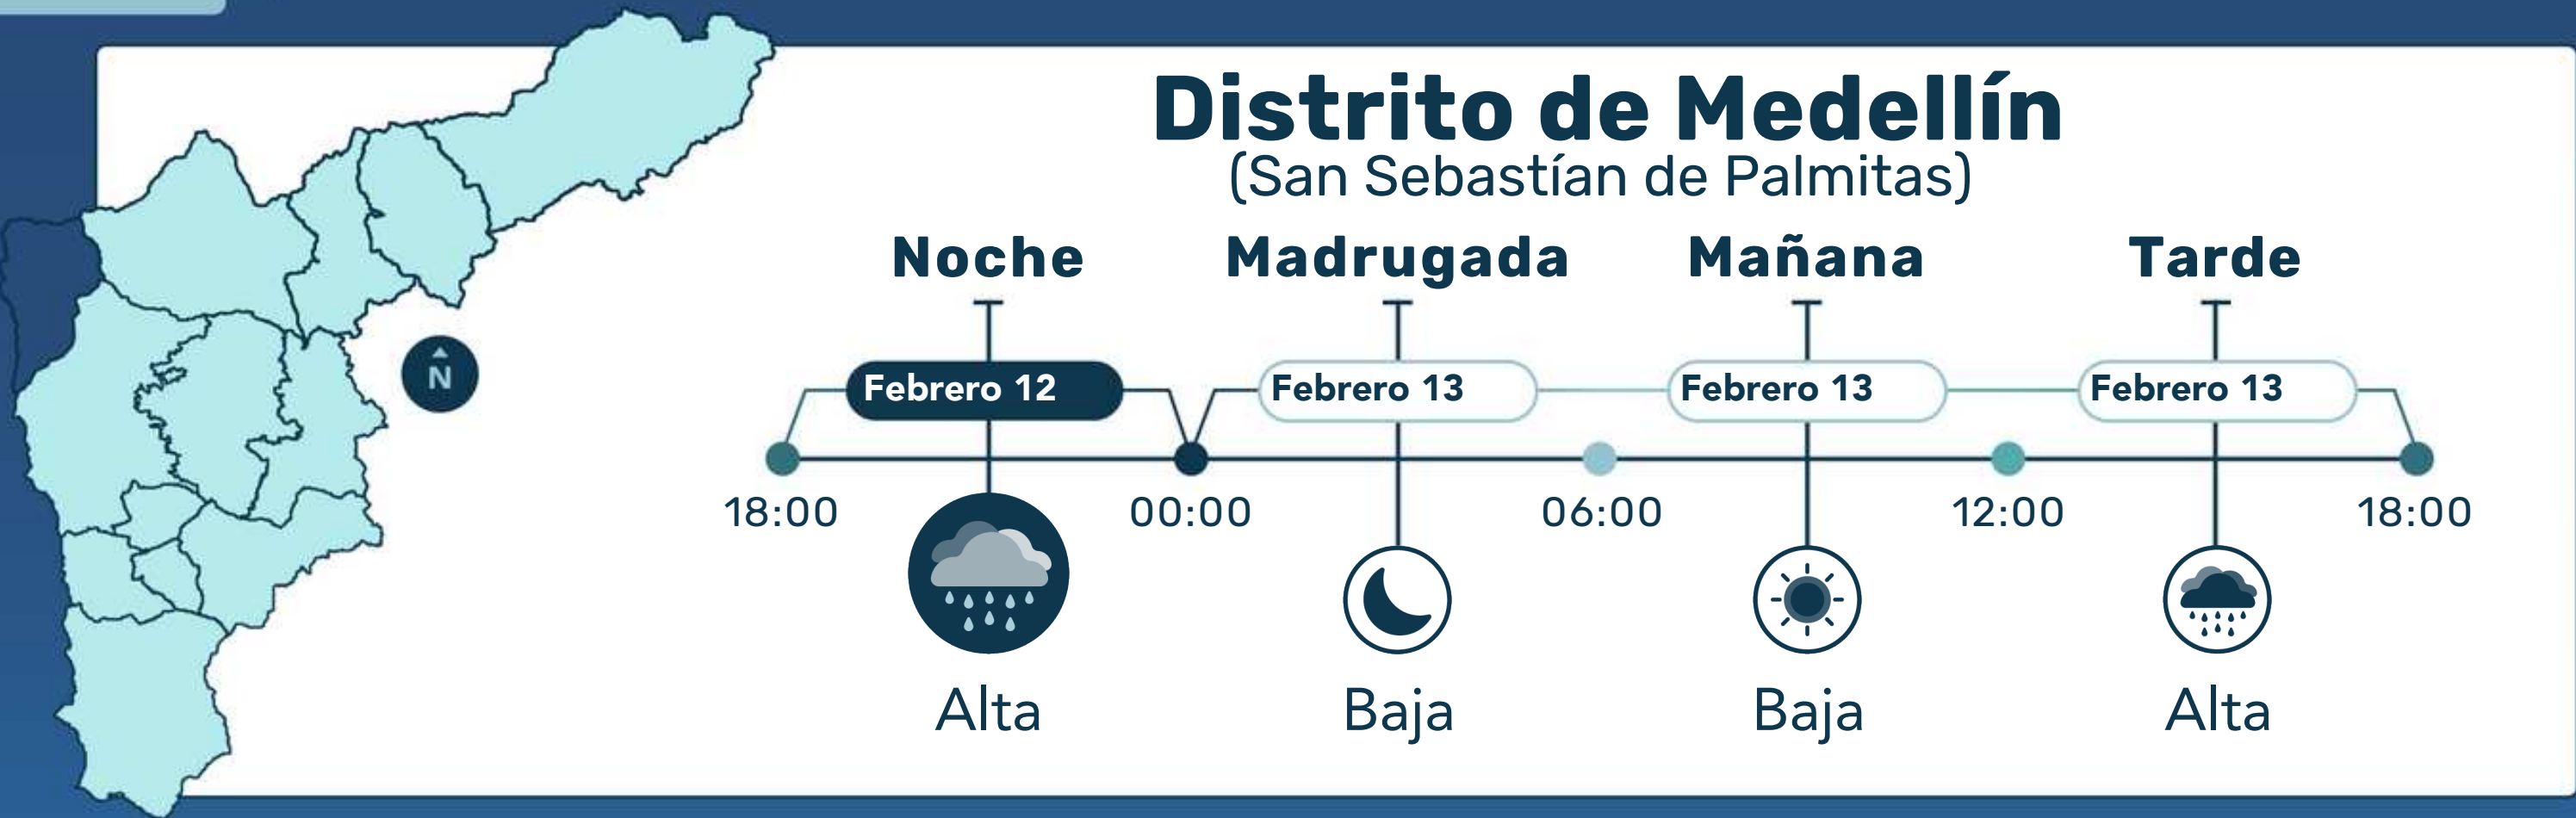 Distrito de Medellín
(San Sebastían de Palmitas)
Noche Madrugada Mañana Tarde
Febrero 12 Febrero 13 Febrero 13 Febrero 13
N
18:00 00:00 06:00 12:00 18:00
Alta Baja Baja Alta